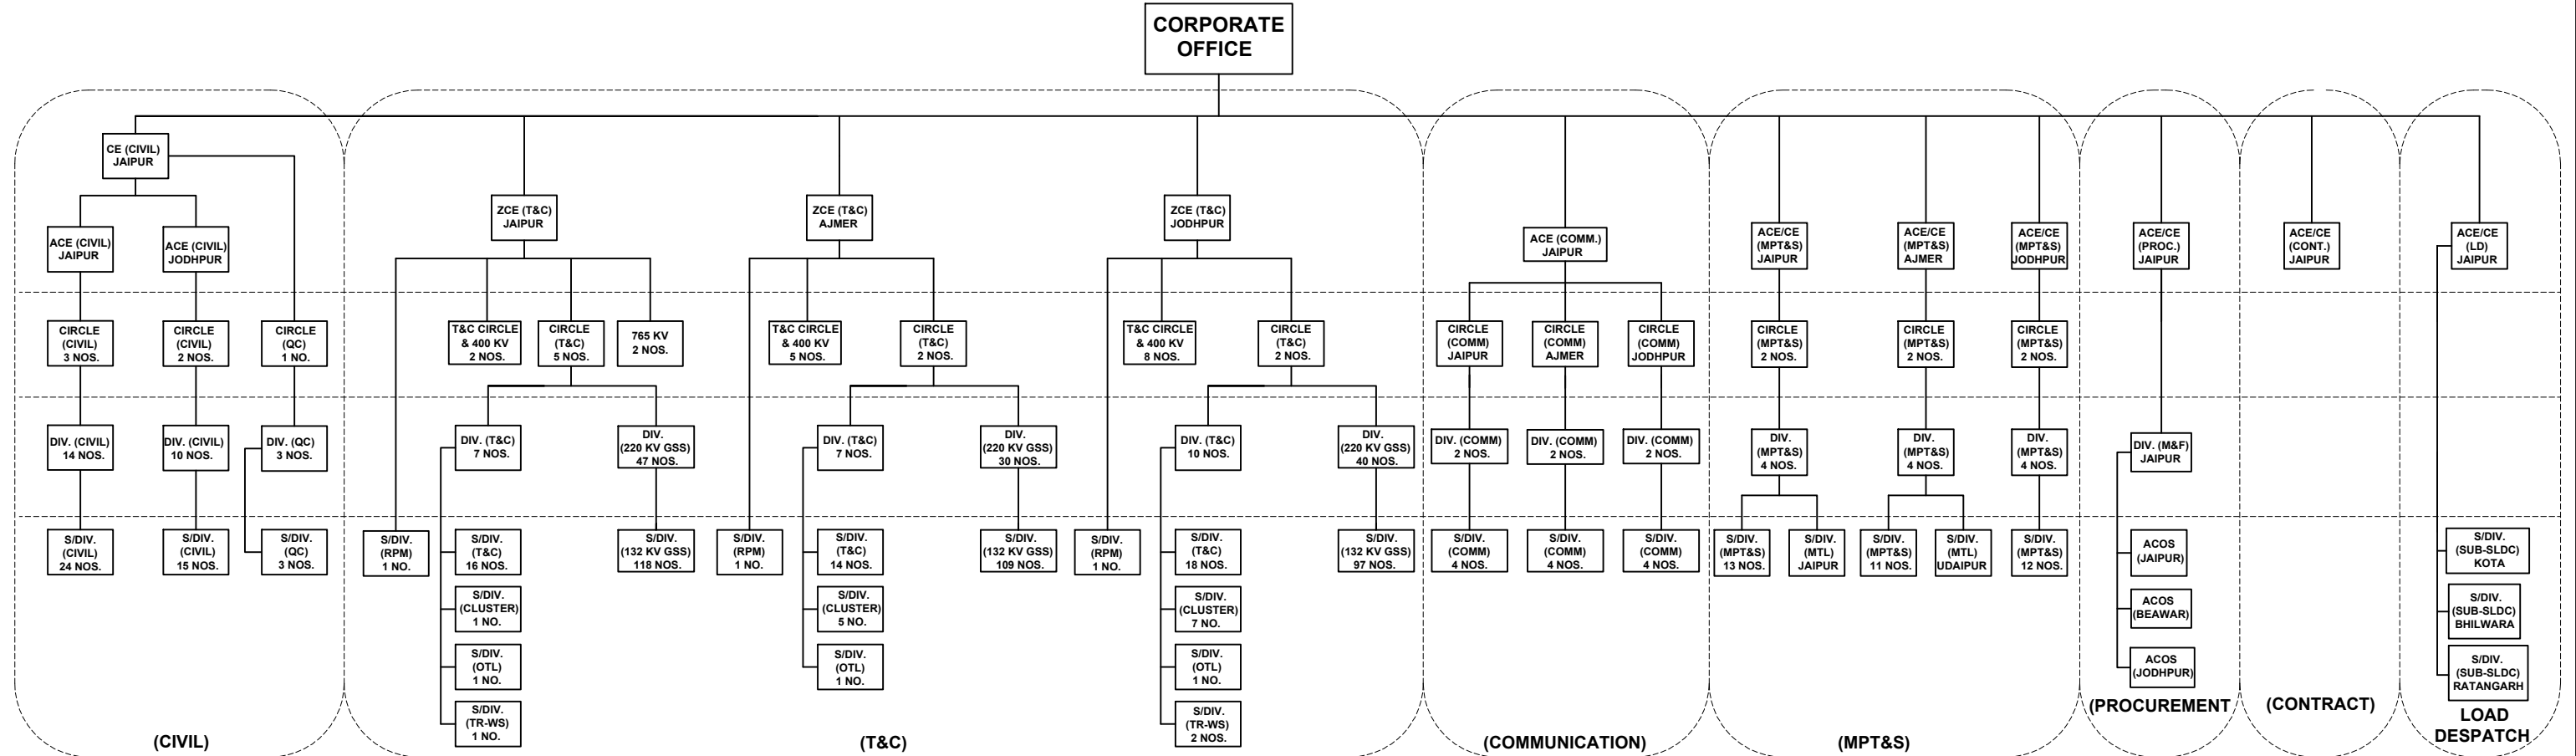 CORPORATE
OFFICE
CE (CIVIL)
JAIPUR
ACE (CIVIL)
JAIPUR
ACE (CIVIL)
JODHPUR
CIRCLE
(CIVIL)
3 NOS.
CIRCLE
(CIVIL)
2 NOS.
CIRCLE
(QC)
1 NO.
DIV. (CIVIL)
14 NOS.
DIV. (CIVIL)
10 NOS.
DIV. (QC)
3 NOS.
S/DIV.
(CIVIL)
24 NOS.
S/DIV.
(CIVIL)
15 NOS.
S/DIV.
(QC)
3 NOS.
(CIVIL)
ZCE (T&C)
JAIPUR
T&C CIRCLE
& 400 KV
2 NOS.
CIRCLE
(T&C)
5 NOS.
765 KV
2 NOS.
DIV. (T&C)
7 NOS.
DIV.
(220 KV GSS)
47 NOS.
S/DIV.
(RPM)
1 NO.
S/DIV.
(T&C)
16 NOS.
S/DIV.
(CLUSTER)
1 NO.
S/DIV.
(OTL)
1 NO.
S/DIV.
(TR-WS)
1 NO.
S/DIV.
(132 KV GSS)
118 NOS.
ZCE (T&C)
AJMER
T&C CIRCLE
& 400 KV
5 NOS.
CIRCLE
(T&C)
2 NOS.
DIV. (T&C)
7 NOS.
DIV.
(220 KV GSS)
30 NOS.
S/DIV.
(RPM)
1 NO.
S/DIV.
(T&C)
14 NOS.
S/DIV.
(CLUSTER)
5 NO.
S/DIV.
(OTL)
1 NO.
S/DIV.
(132 KV GSS)
109 NOS.
ZCE (T&C)
JODHPUR
T&C CIRCLE
& 400 KV
8 NOS.
CIRCLE
(T&C)
2 NOS.
DIV. (T&C)
10 NOS.
DIV.
(220 KV GSS)
40 NOS.
S/DIV.
(RPM)
1 NO.
S/DIV.
(T&C)
18 NOS.
S/DIV.
(CLUSTER)
7 NO.
S/DIV.
(OTL)
1 NO.
S/DIV.
(TR-WS)
2 NOS.
S/DIV.
(132 KV GSS)
97 NOS.
(T&C)
ACE (COMM.)
JAIPUR
CIRCLE
(COMM)
JAIPUR
CIRCLE
(COMM)
AJMER
CIRCLE
(COMM)
JODHPUR
DIV. (COMM)
2 NOS.
DIV. (COMM)
2 NOS.
DIV. (COMM)
2 NOS.
S/DIV.
(COMM)
4 NOS.
S/DIV.
(COMM)
4 NOS.
S/DIV.
(COMM)
4 NOS.
(COMMUNICATION)
ACE/CE
(MPT&S)
JAIPUR
ACE/CE
(MPT&S)
AJMER
ACE/CE
(MPT&S)
JODHPUR
CIRCLE
(MPT&S)
2 NOS.
CIRCLE
(MPT&S)
2 NOS.
CIRCLE
(MPT&S)
2 NOS.
DIV.
(MPT&S)
4 NOS.
DIV.
(MPT&S)
4 NOS.
DIV.
(MPT&S)
4 NOS.
S/DIV.
(MPT&S)
13 NOS.
S/DIV.
(MTL)
JAIPUR
S/DIV.
(MPT&S)
11 NOS.
S/DIV.
(MTL)
UDAIPUR
S/DIV.
(MPT&S)
12 NOS.
(MPT&S)
ACE/CE
(PROC.)
JAIPUR
DIV. (M&F)
JAIPUR
ACOS
(JAIPUR)
ACOS
(BEAWAR)
ACOS
(JODHPUR)
(PROCUREMENT
ACE/CE
(CONT.)
JAIPUR
(CONTRACT)
ACE/CE
(LD)
JAIPUR
S/DIV.
(SUB-SLDC)
KOTA
S/DIV.
(SUB-SLDC)
BHILWARA
S/DIV.
(SUB-SLDC)
RATANGARH
LOAD
DESPATCH